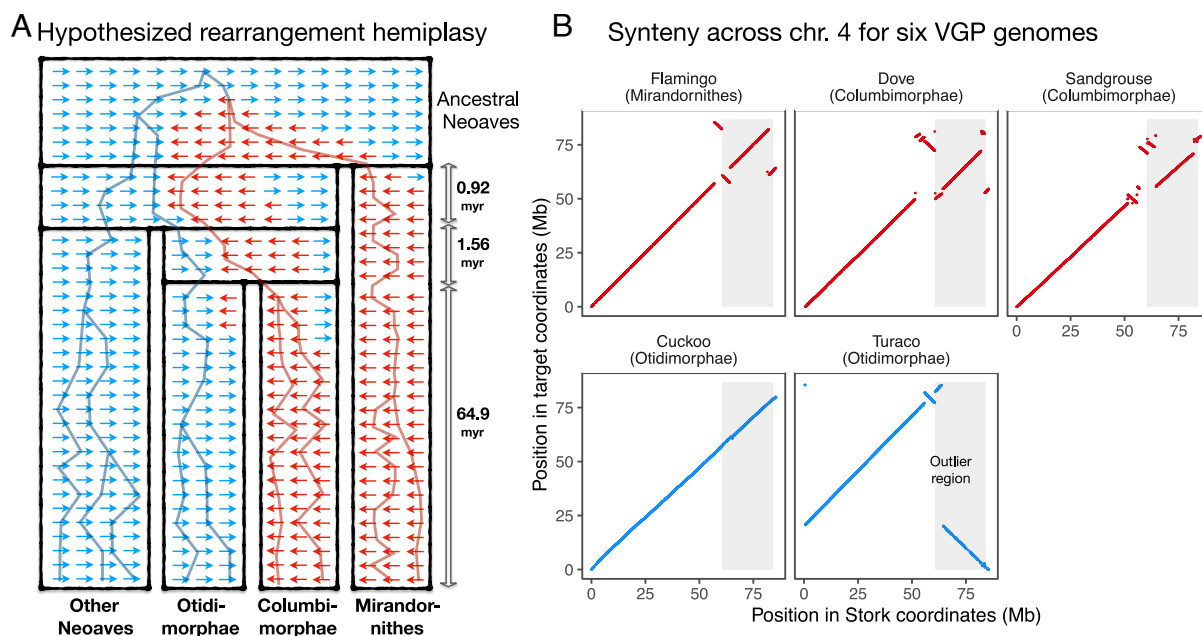 A Hypothesized rearrangement hemiplasy
Ancestral
Neoaves
0.92
myr
1.56
myr
64.9
myr
Other
Neoaves
Otidi-
morphae
Columbi-
morphae
Mirandor-
nithes
B Synteny across chr. 4 for six VGP genomes
Flamingo
(Mirandornithes)
Dove
(Columbimorphae)
Sandgrouse
(Columbimorphae)
75
50
25
0
0 25 50 75
Cuckoo
(Otidimorphae)
Turaco
(Otidimorphae)
Outlier
region
75
50
25
0
0 25 50 75
0 25 50 75
Position in target coordinates (Mb)
Position in Stork coordinates (Mb)